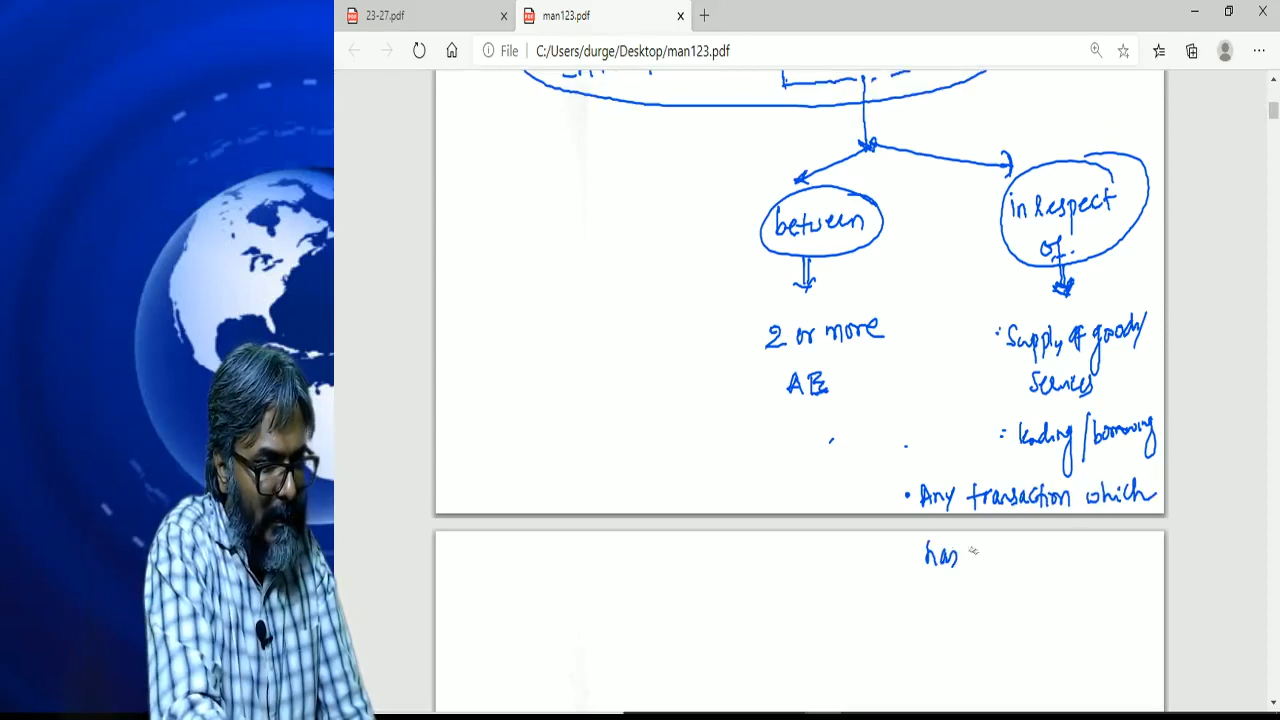 23-27.pdf
man123.pdf
File C:/Users/durge/Desktop/man123.pdf
between
in Respect
of
2 or more
AE
Supply of goods/
Services
lending/borrowing
Any transaction which
has